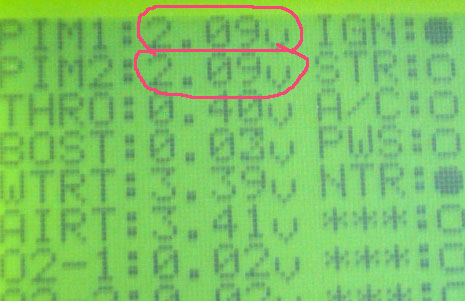 PIM1:2.09v IGN:●
PIM2:2.09v STR:○
THRO:0.40v A/C:○
BOST:0.03v PWS:○
WTRT:3.39v NTR:●
AIRT:3.41v ***:○
O2-1:0.02v ***:○